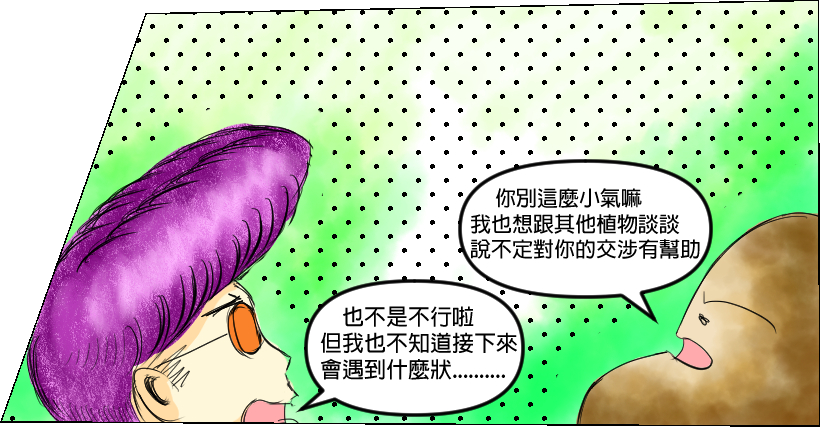 你別這麼小氣嘛
我也想跟其他植物談談
說不定對你的交涉有幫助
也不是不行啦
但我也不知道接下來
會遇到什麼狀..........